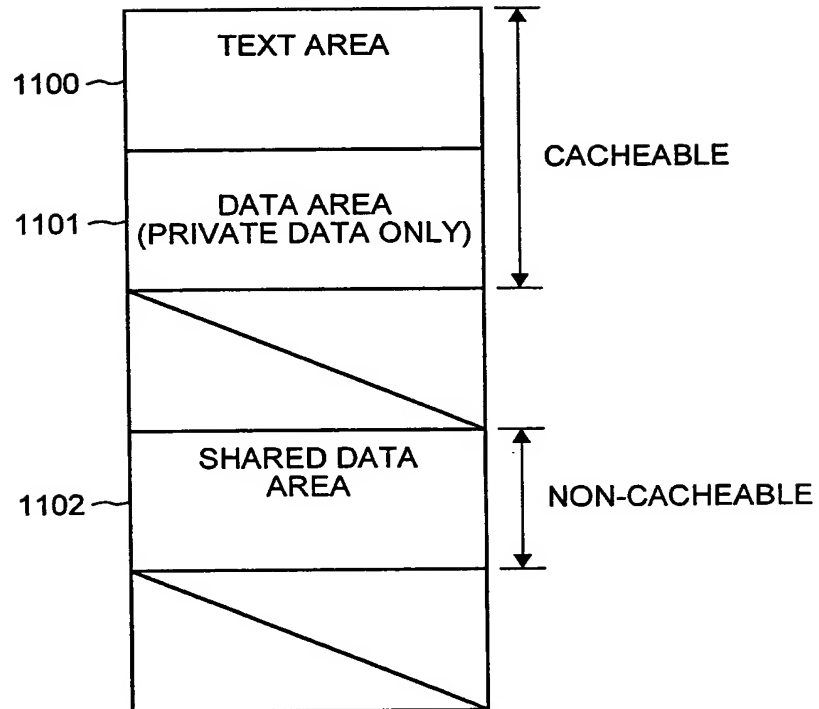 TEXT AREA
1100
CACHEABLE
DATA AREA
(PRIVATE DATA ONLY)
1101
SHARED DATA
AREA
1102
NON-CACHEABLE